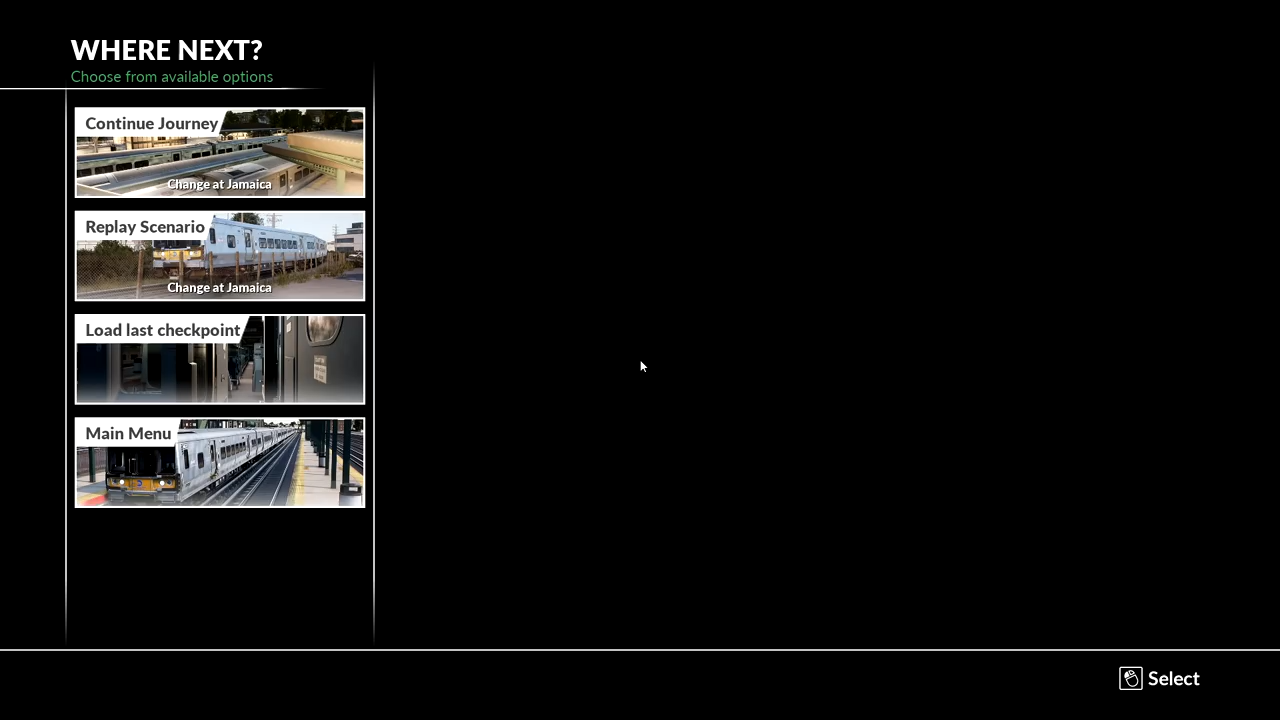 WHERE NEXT?
Choose from available options
Continue Journey
Change at Jamaica
Replay Scenario
Change at Jamaica
Load last checkpoint
Main Menu
Select